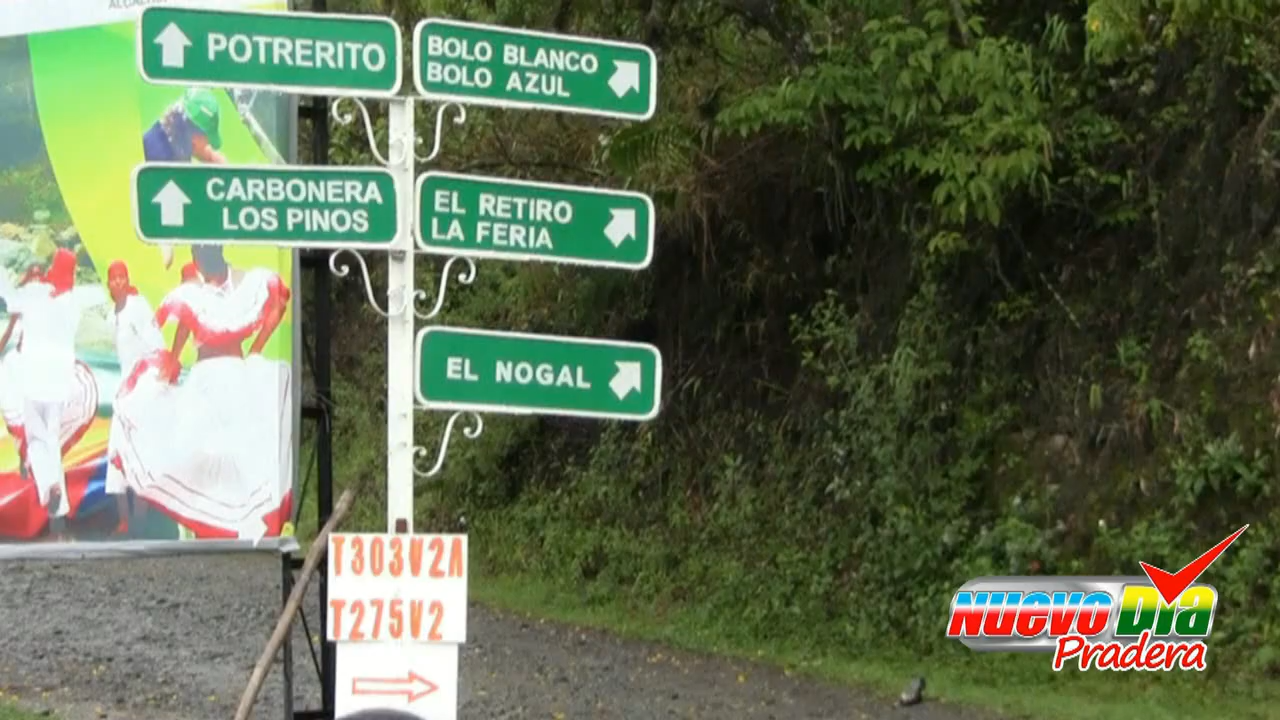 POTRERITO
BOLO BLANCO
BOLO AZUL
CARBONERA
LOS PINOS
EL RETIRO
LA FERIA
EL NOGAL
T303V2A
T275V2
NUEVO DÍA
Pradera